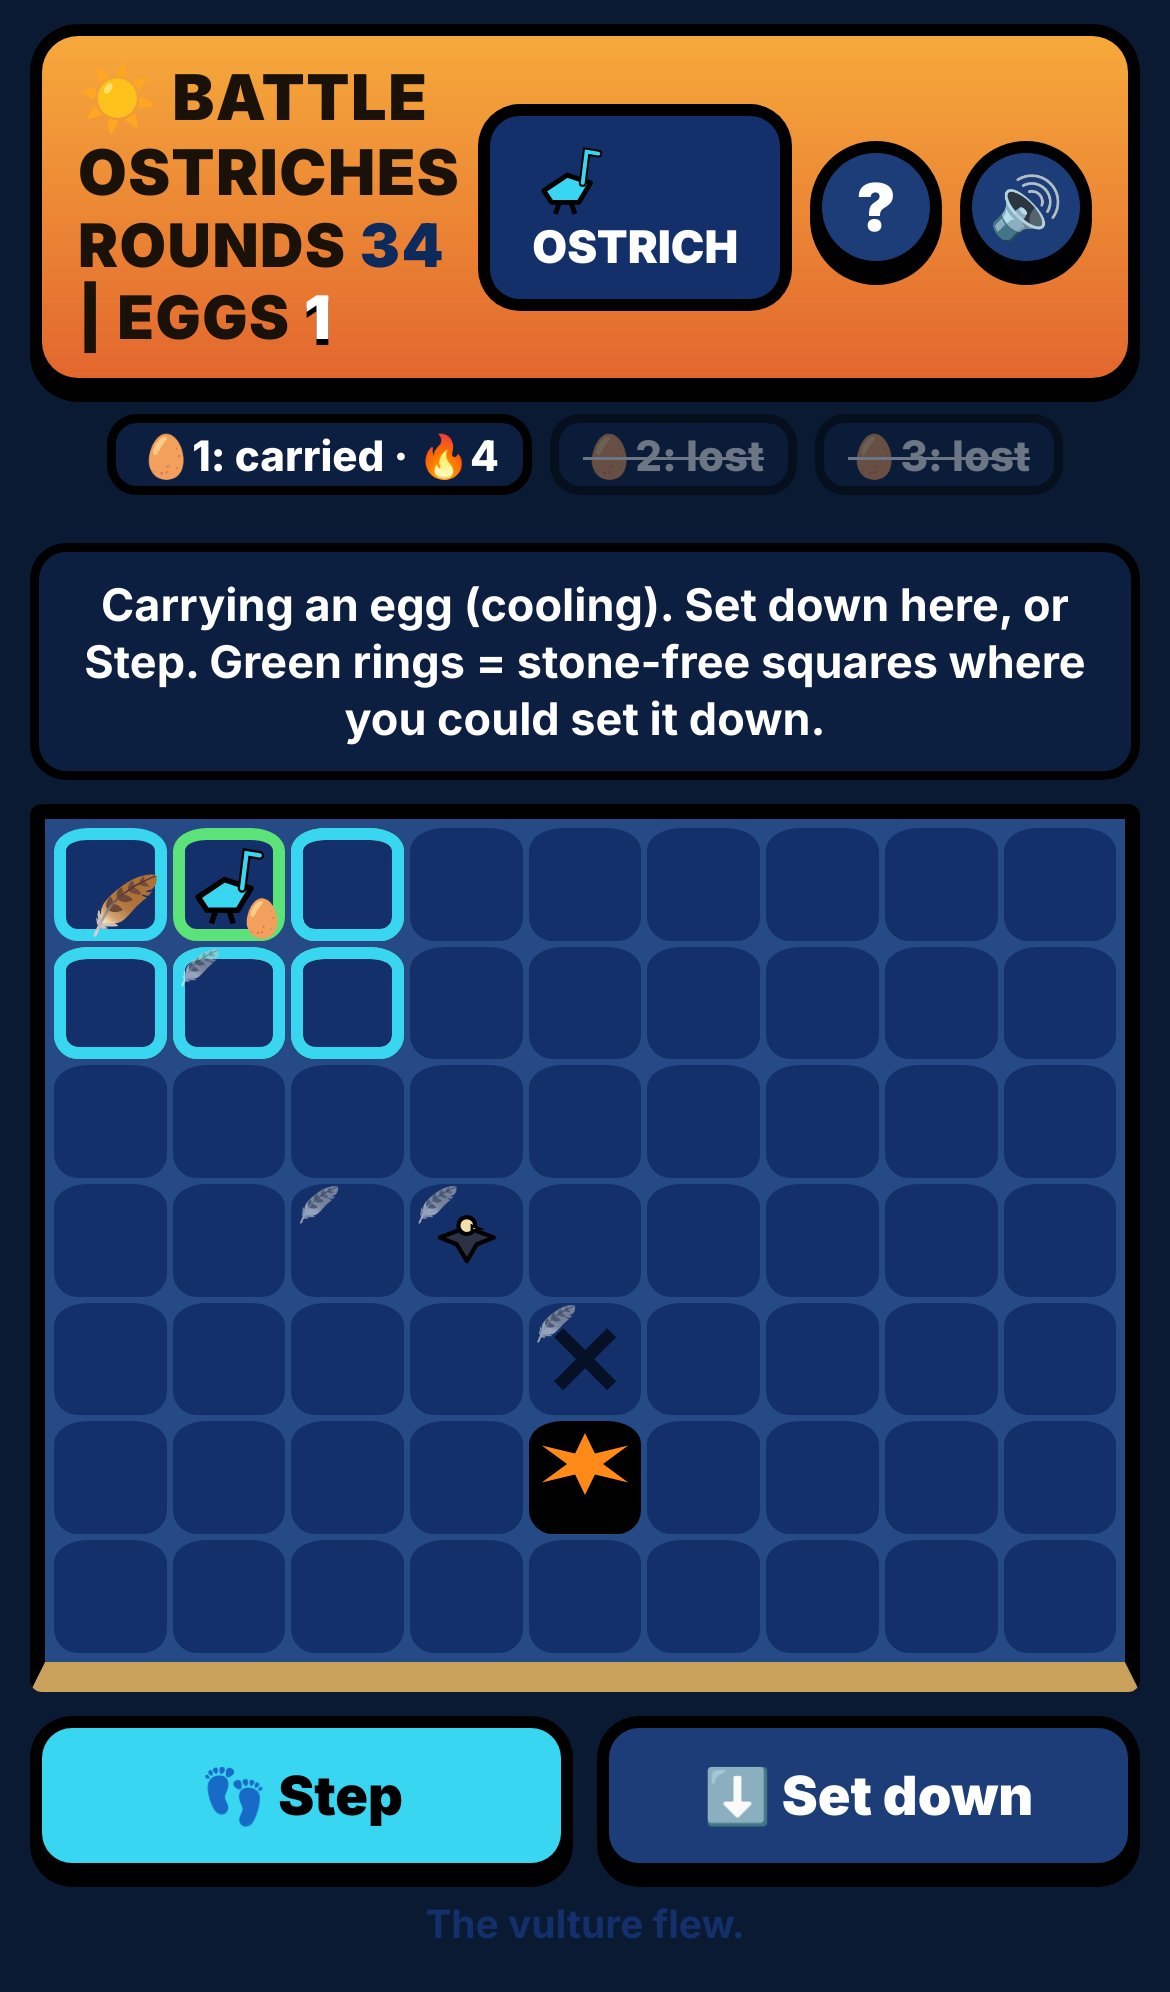 ☀️ BATTLE
OSTRICHES
ROUNDS 34
| EGGS 1
OSTRICH
?
1: carried · 🔥4
2: lost
3: lost
Carrying an egg (cooling). Set down here, or
Step. Green rings = stone-free squares where
you could set it down.
Step
Set down
The vulture flew.